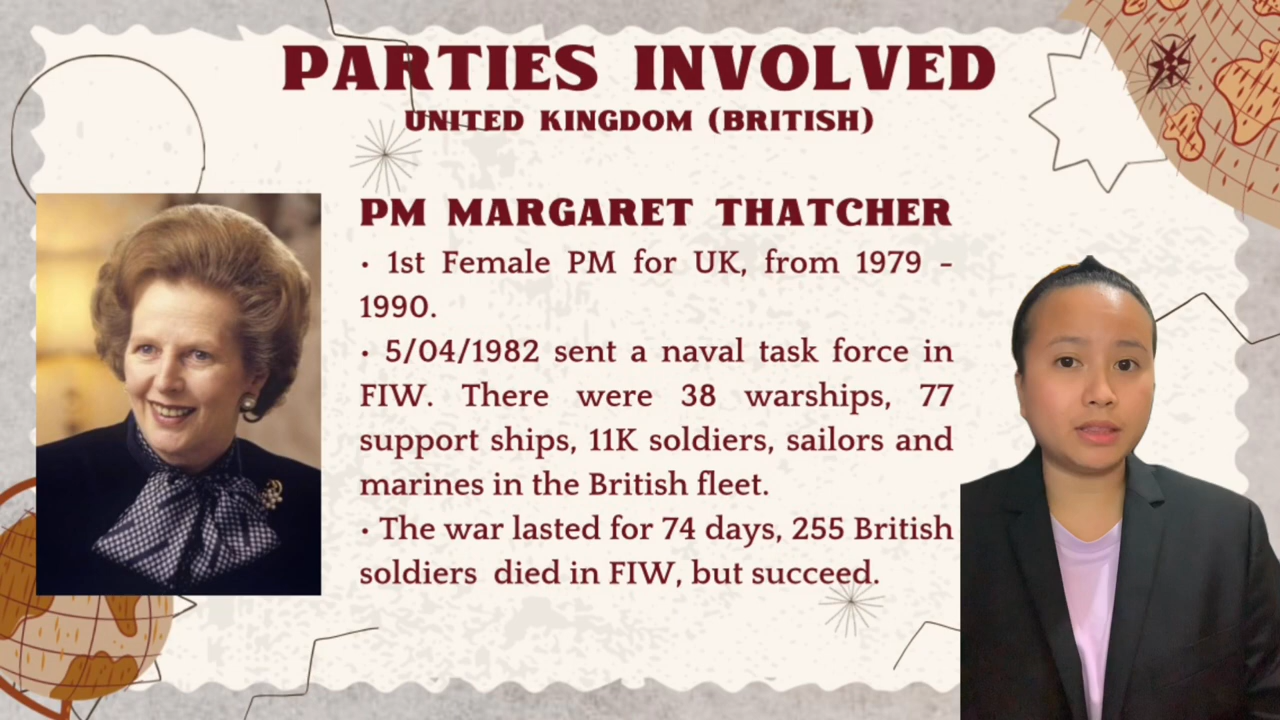 PARTIES INVOLVED
UNITED KINGDOM (BRITISH)
PM MARGARET THATCHER
• 1st Female PM for UK, from 1979 –
1990.
• 5/04/1982 sent a naval task force in
FIW. There were 38 warships, 77
support ships, 11K soldiers, sailors and
marines in the British fleet.
• The war lasted for 74 days, 255 British
soldiers died in FIW, but succeed.